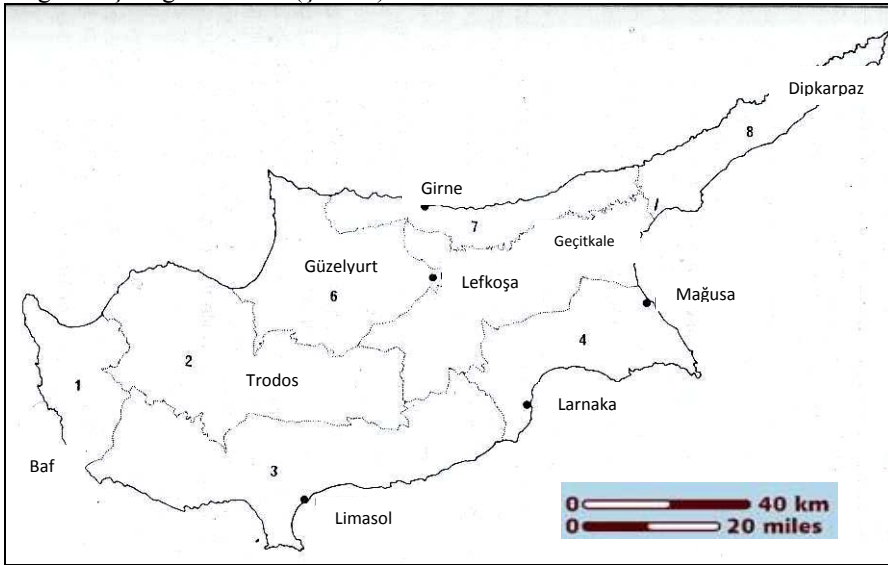 Dipkarpaz
8
Girne
7
Geçitkale
Güzelyurt
Lefkoşa
6
Mağusa
4
2
1
Trodos
Larnaka
Baf
3
Limasol
0 40 km
0 20 miles